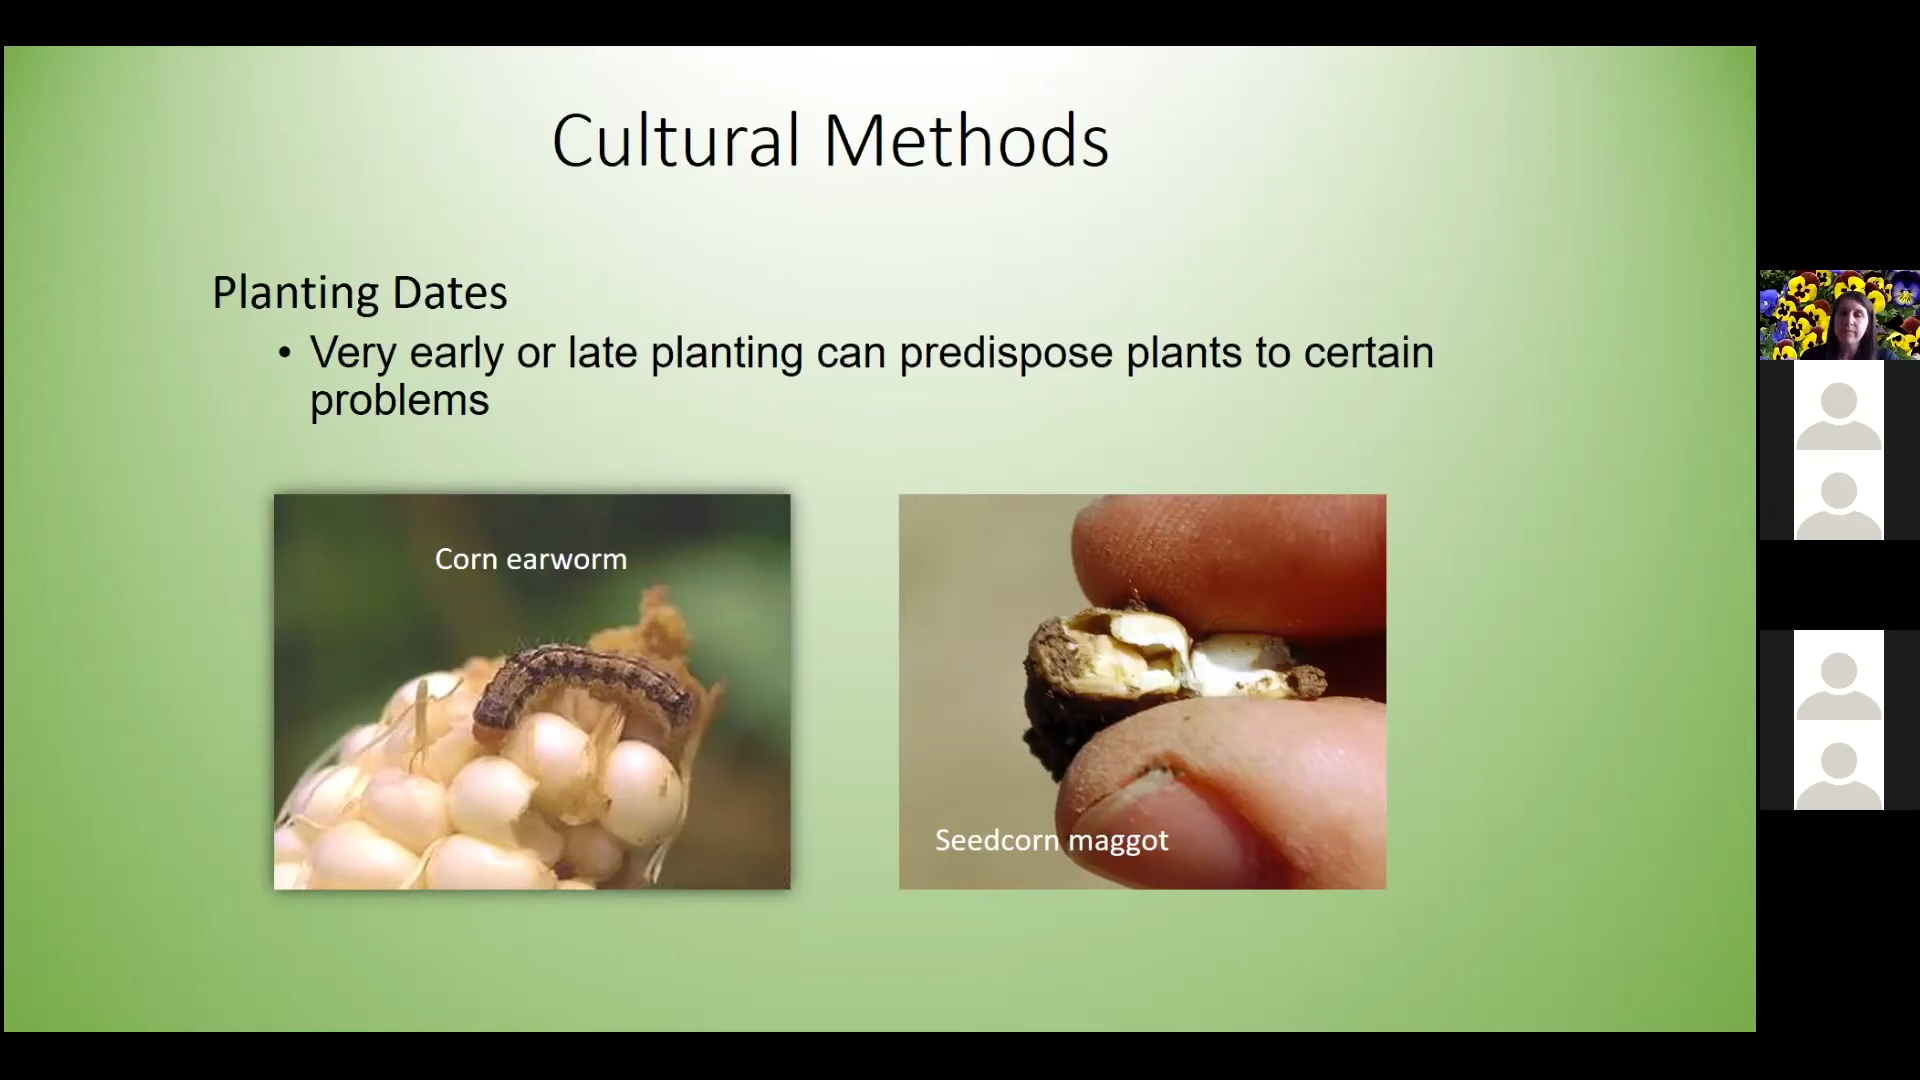 Cultural Methods
Planting Dates
• Very early or late planting can predispose plants to certain
problems
Corn earworm
Seedcorn maggot